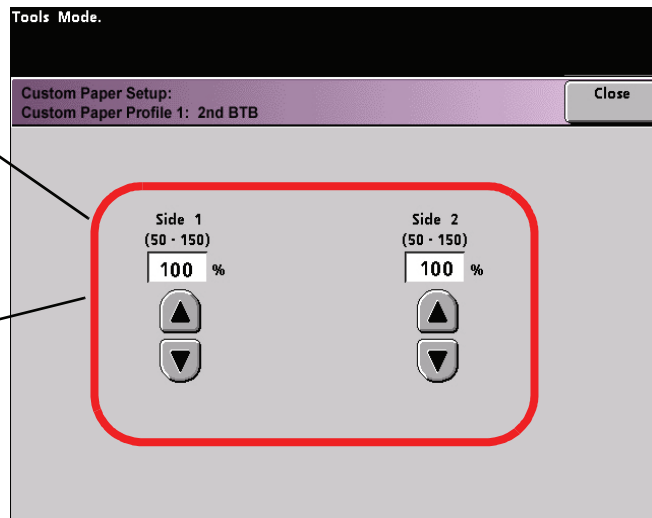 Tools Mode.
Custom Paper Setup:
Custom Paper Profile 1: 2nd BTB
Close
Side 1
(50 - 150)
100 %
Side 2
(50 - 150)
100 %